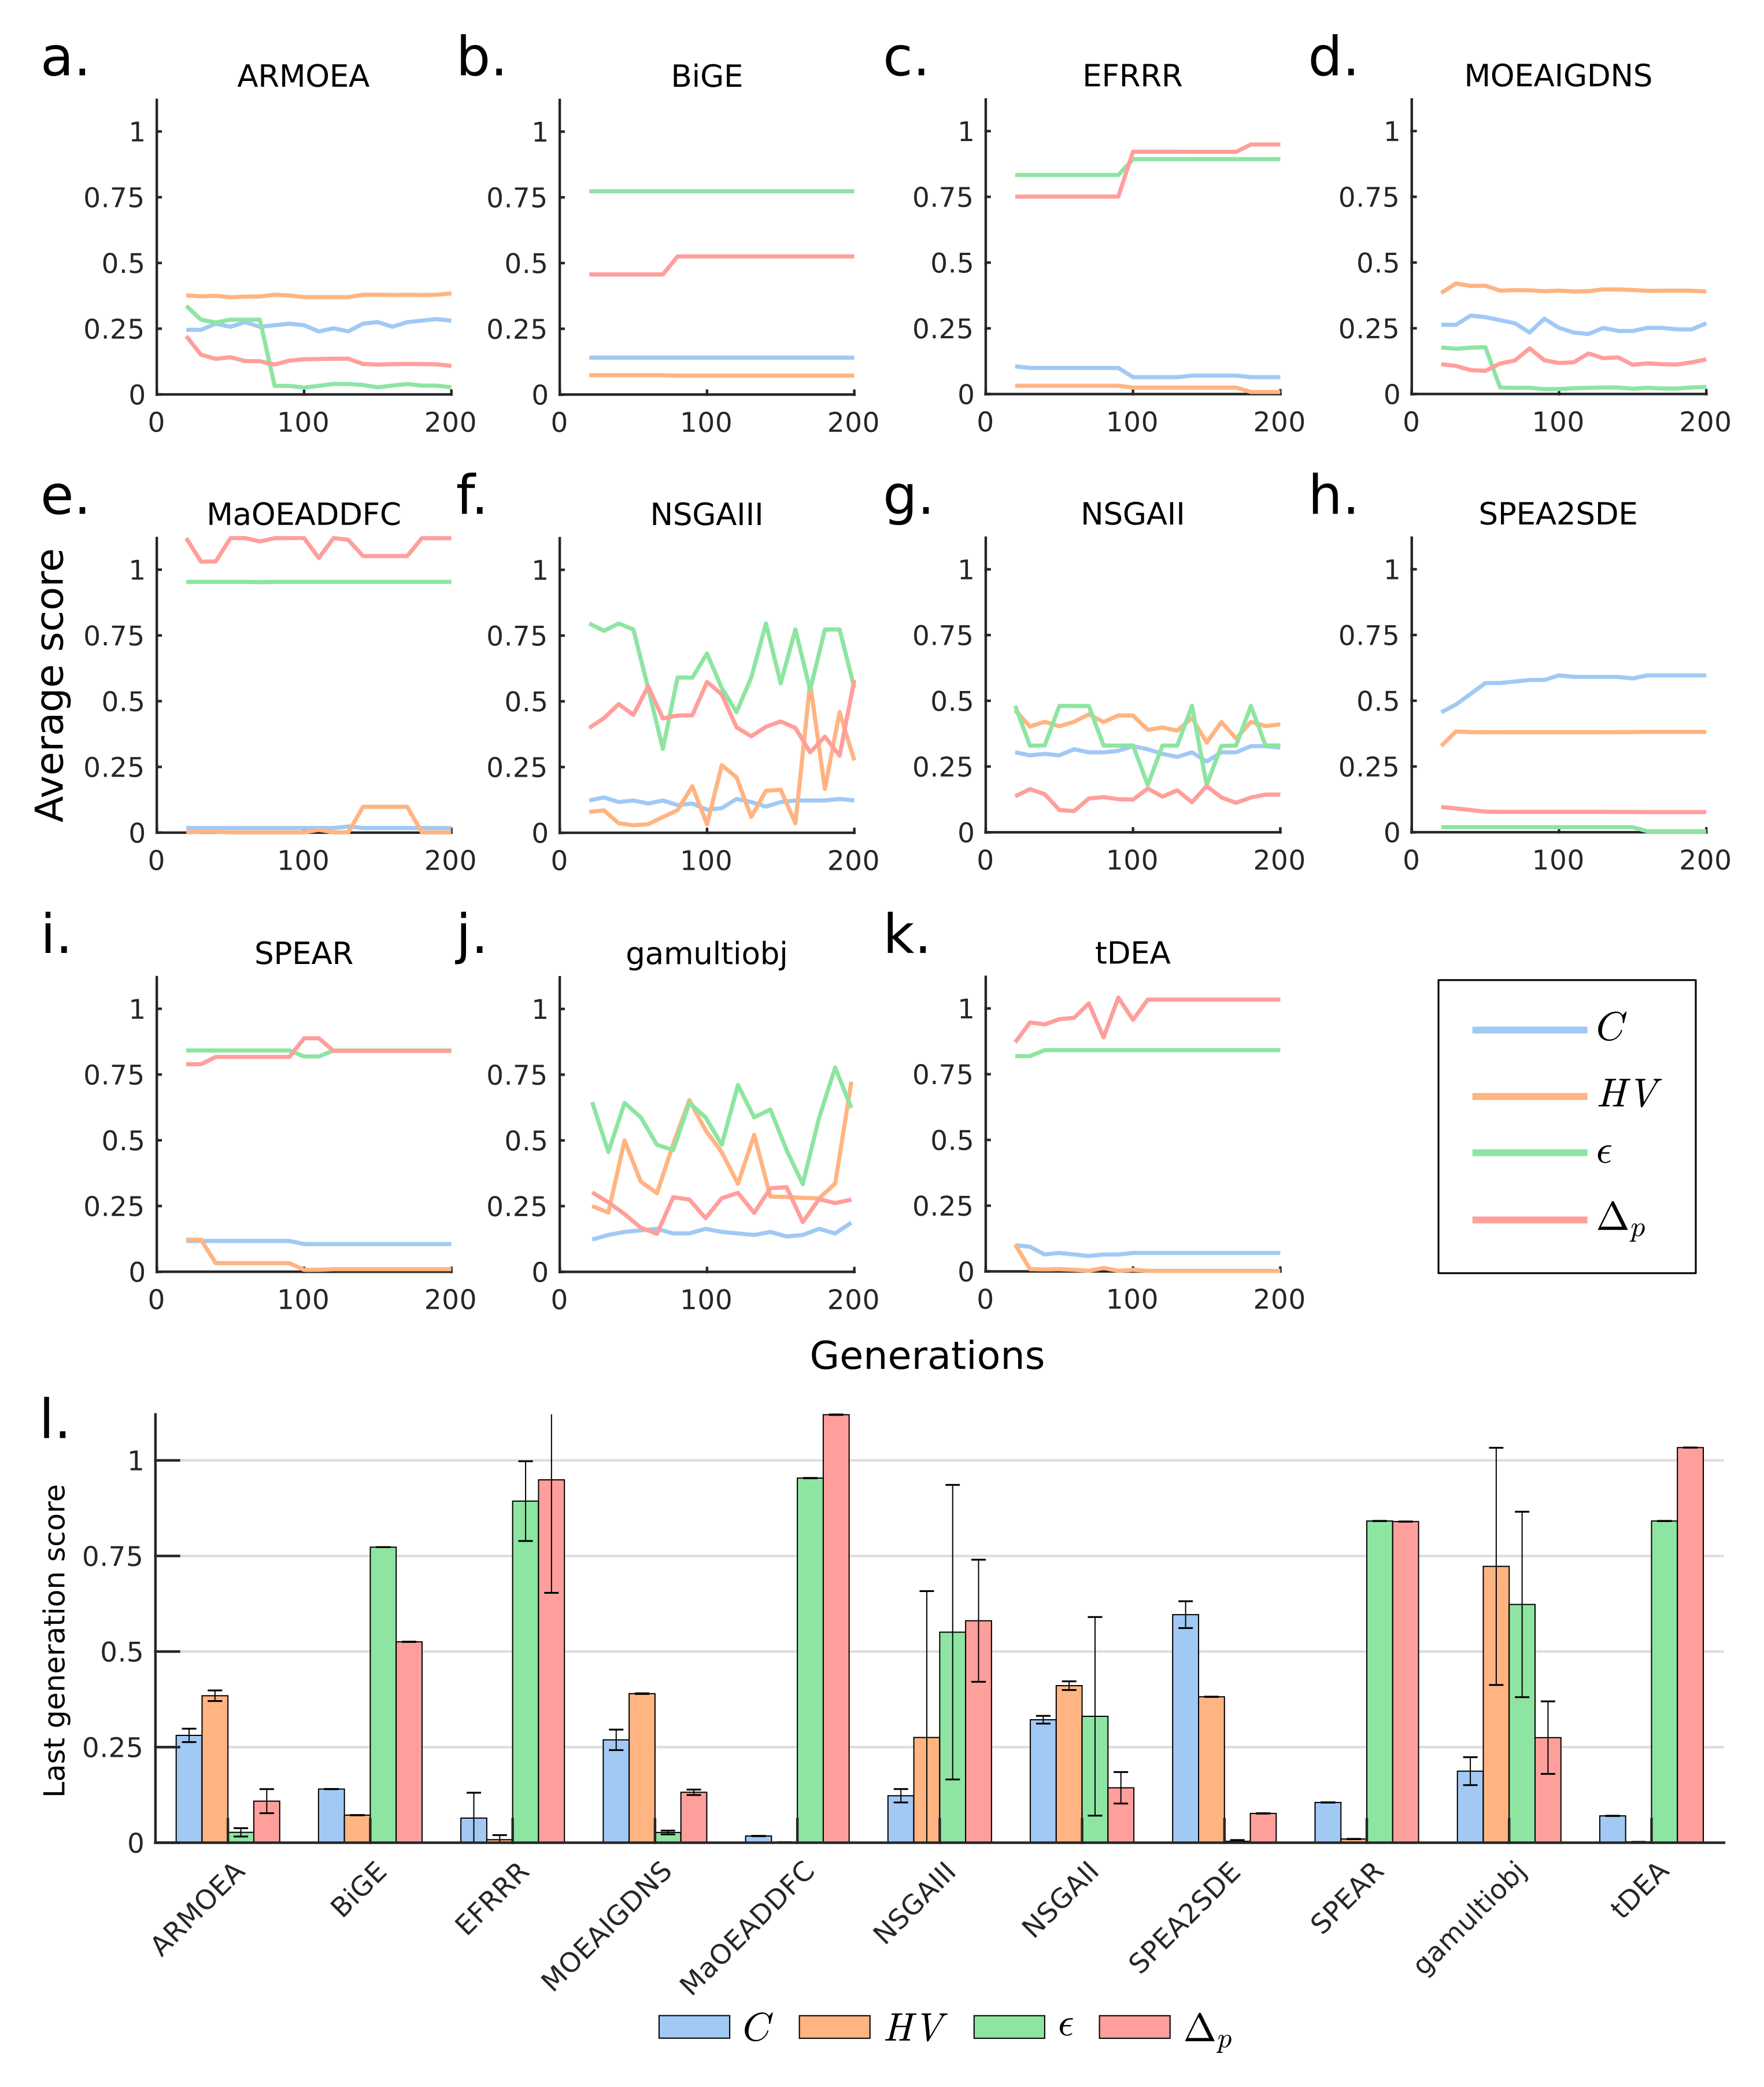 a.
ARMOEA
b.
BiGE
c.
EFRRR
d.
MOEAIGDNS
1
0.75
0.5
0.25
0
0 100 200
1
0.75
0.5
0.25
0
0 100 200
1
0.75
0.5
0.25
0
0 100 200
1
0.75
0.5
0.25
0
0 100 200
e.
MaOEADDFC
f.
NSGAIII
g.
NSGAII
h.
SPEA2SDE
Average score
1
0.75
0.5
0.25
0
0 100 200
1
0.75
0.5
0.25
0
0 100 200
1
0.75
0.5
0.25
0
0 100 200
1
0.75
0.5
0.25
0
0 100 200
i.
SPEAR
j.
gamultiobj
k.
tDEA
1
0.75
0.5
0.25
0
0 100 200
1
0.75
0.5
0.25
0
0 100 200
1
0.75
0.5
0.25
0
0 100 200
C
HV
ϵ
Δp
Generations
l.
Last generation score
1
0.75
0.5
0.25
0
ARMOEA
BiGE
EFRRR
MOEAIGDNS
MaOEADDFC
NSGAIII
NSGAII
SPEA2SDE
SPEAR
gamultiobj
tDEA
C HV ϵ Δp